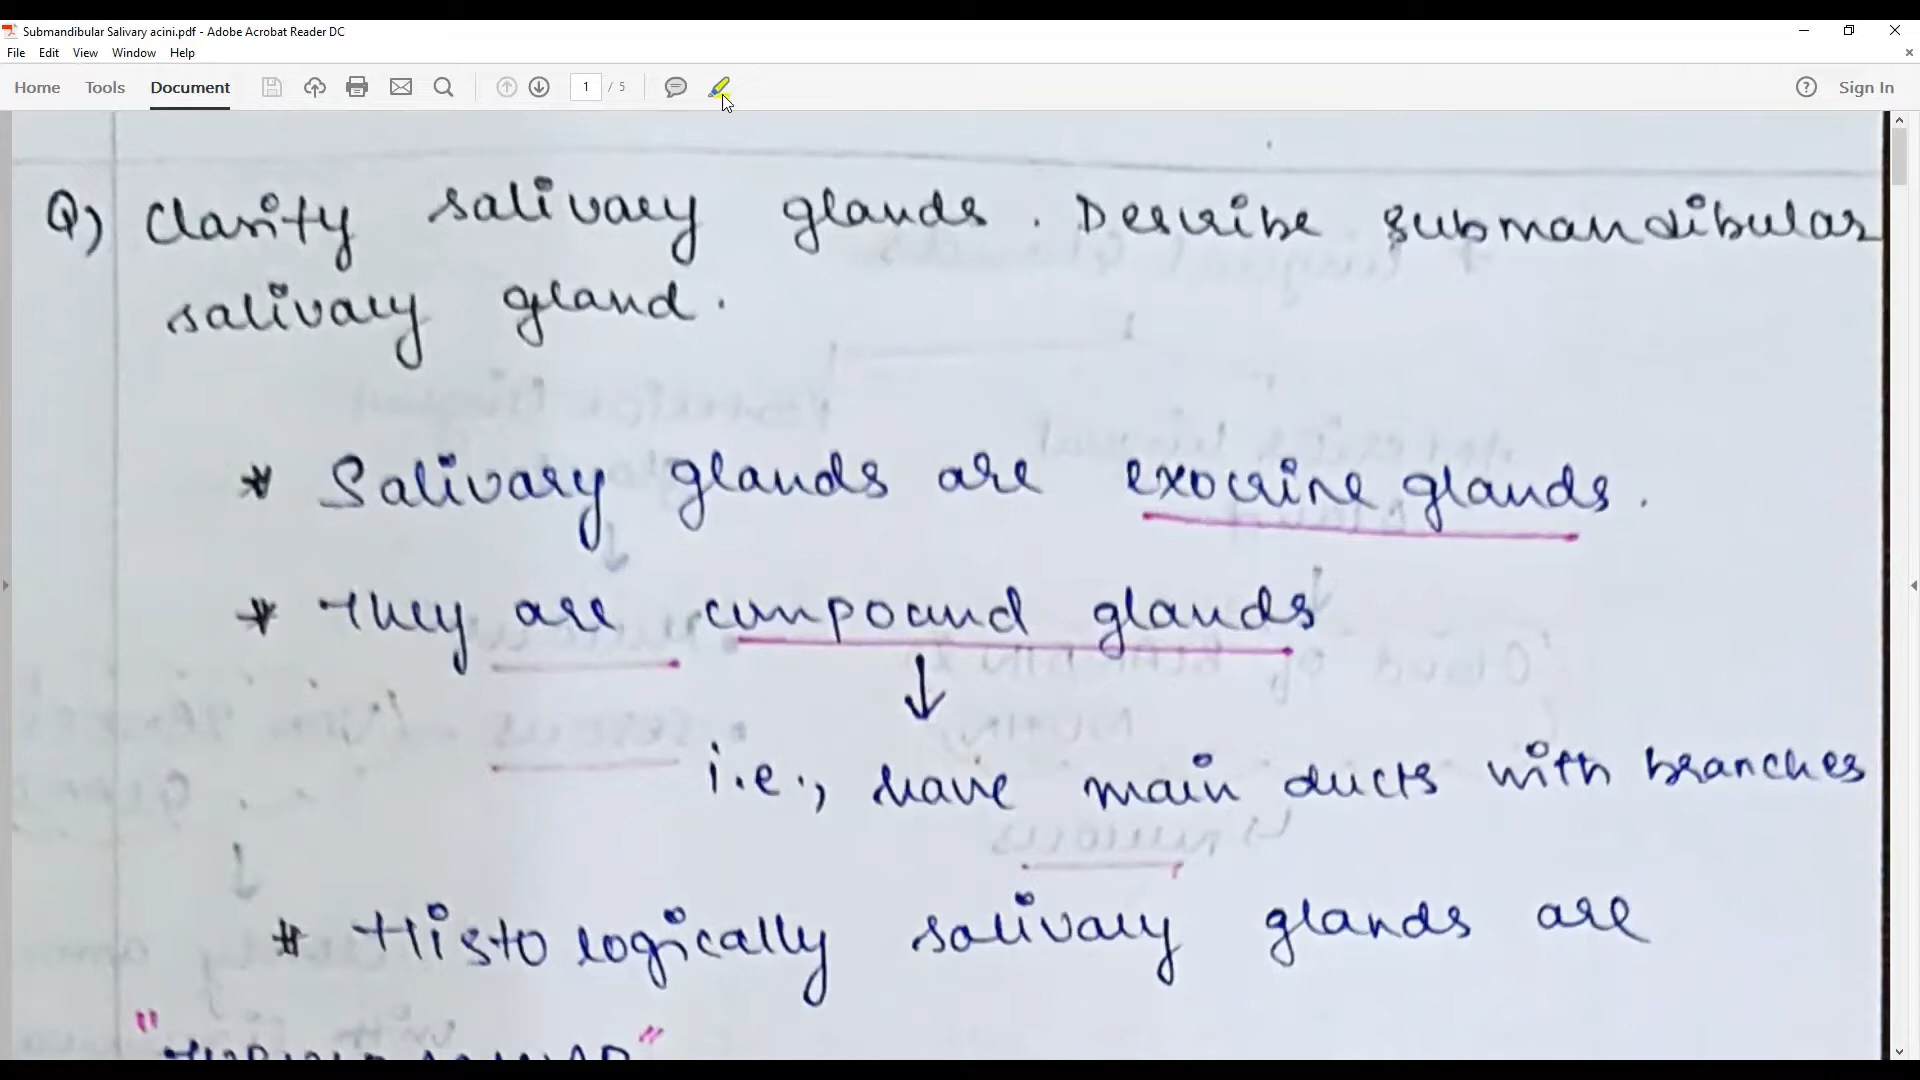 Submandibular Salivary acini.pdf - Adobe Acrobat Reader DC
File Edit View Window Help
Home Tools Document 1 / 5 Sign In
Q) Clarify salivary glands. Describe submandibular
salivary gland.
* Salivary glands are exocrine glands.
* They are compound glands
↓
i.e., have main ducts with branches
* Histologically salivary glands are